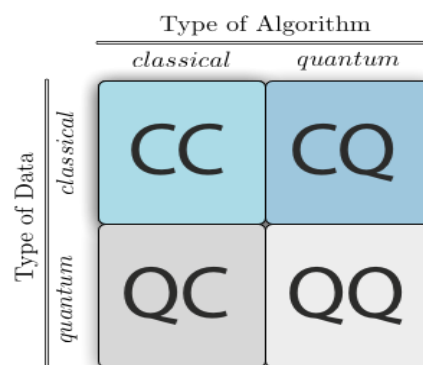 Type of Algorithm
classical quantum
Type of Data
classical
CC CQ
quantum
QC QQ